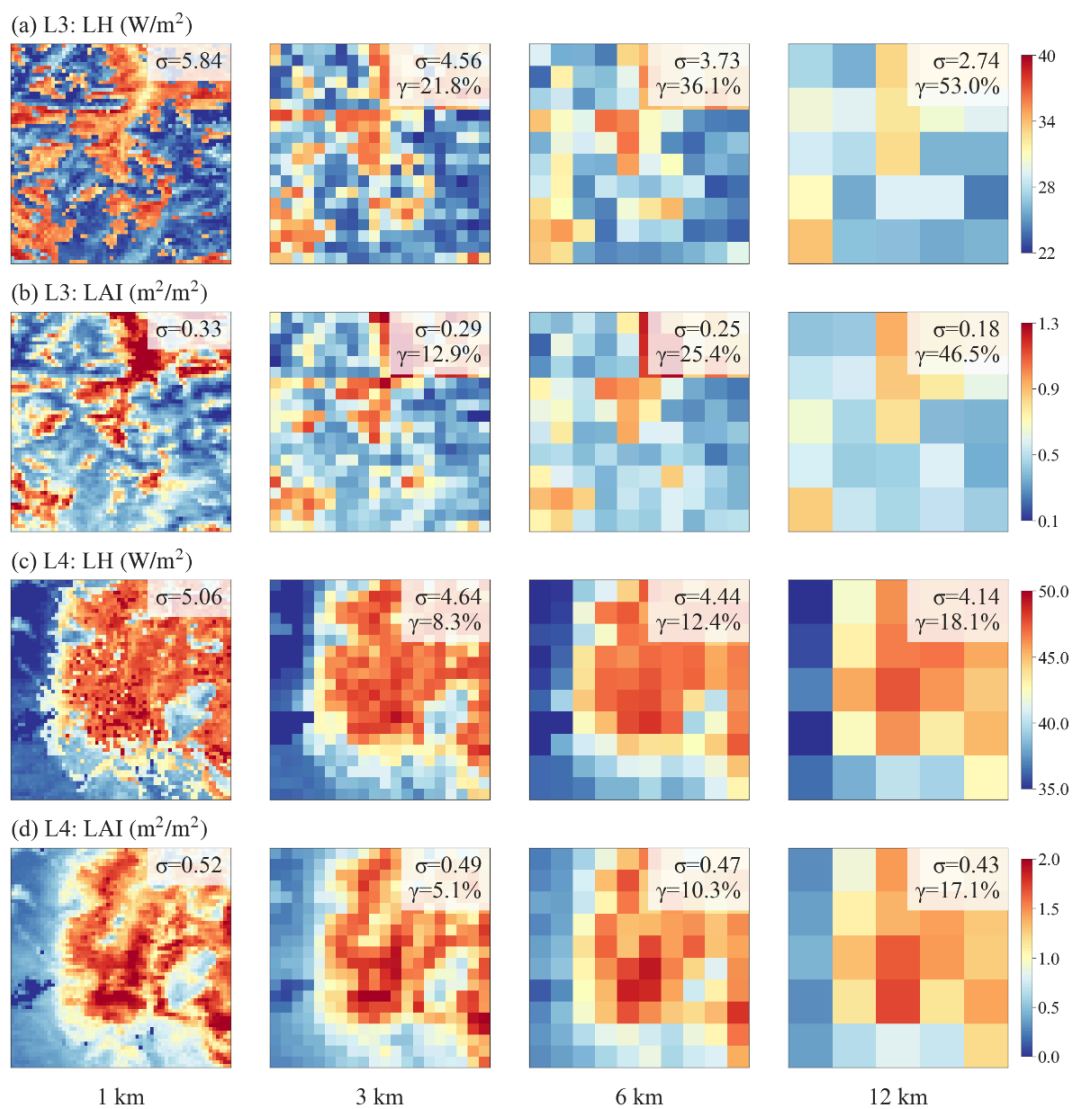 (a) L3: LH (W/m²)
σ=5.84
σ=4.56
γ=21.8%
σ=3.73
γ=36.1%
σ=2.74
γ=53.0%
40
34
28
22
(b) L3: LAI (m²/m²)
σ=0.33
σ=0.29
γ=12.9%
σ=0.25
γ=25.4%
σ=0.18
γ=46.5%
1.3
0.9
0.5
0.1
(c) L4: LH (W/m²)
σ=5.06
σ=4.64
γ=8.3%
σ=4.44
γ=12.4%
σ=4.14
γ=18.1%
50.0
45.0
40.0
35.0
(d) L4: LAI (m²/m²)
σ=0.52
σ=0.49
γ=5.1%
σ=0.47
γ=10.3%
σ=0.43
γ=17.1%
2.0
1.5
1.0
0.5
0.0
1 km
3 km
6 km
12 km